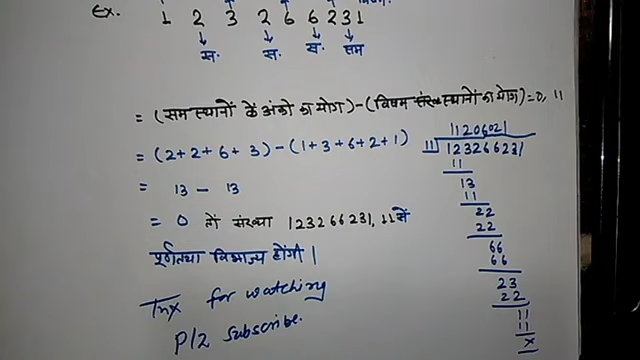 Ex. 1 2 3 2 6 6 2 3 1
स. स. स. सम
= (सम स्थानों के अंको का योग) - (विषम स्थानों का योग) = 0, 11
= (2+2+6+3) - (1+3+6+2+1)
= 13 - 13
= 0 तो संख्या 123266231, 11 से
पूर्णतया विभाज्य होंगी।
Tnx for watching
Plz subscribe.
11206021
11 123266231
11
13
11
22
22
66
66
23
22
11
11
x